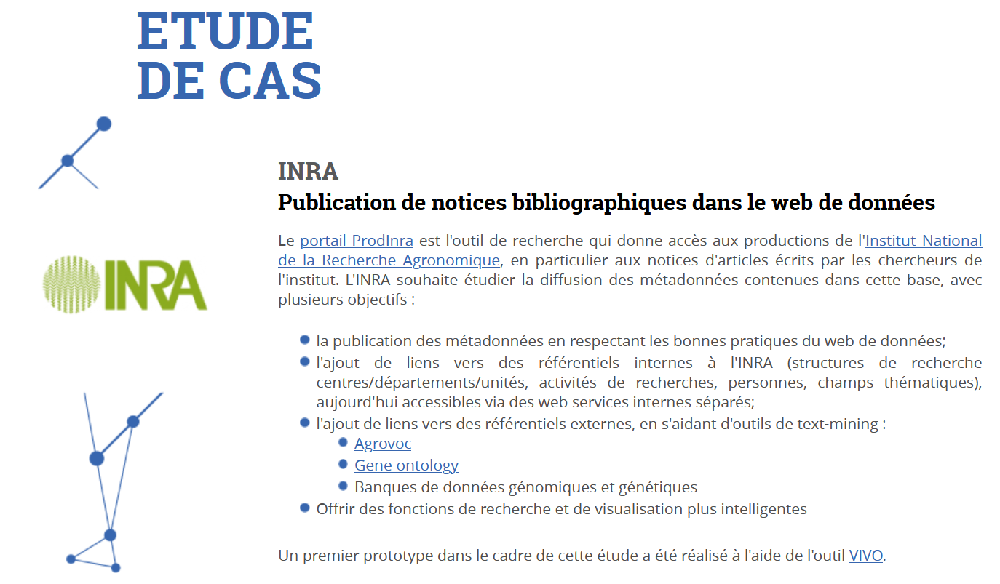 ETUDE
DE CAS
INRA
Publication de notices bibliographiques dans le web de données
Le portail ProdInra est l'outil de recherche qui donne accès aux productions de l'Institut National
de la Recherche Agronomique, en particulier aux notices d'articles écrits par les chercheurs de
l'institut. L'INRA souhaite étudier la diffusion des métadonnées contenues dans cette base, avec
plusieurs objectifs :
INRA
la publication des métadonnées en respectant les bonnes pratiques du web de données;
l'ajout de liens vers des référentiels internes à l'INRA (structures de recherche
centres/départements/unités, activités de recherches, personnes, champs thématiques),
aujourd'hui accessibles via des web services internes séparés;
l'ajout de liens vers des référentiels externes, en s'aidant d'outils de text-mining :
Agrovoc
Gene ontology
Banques de données génomiques et génétiques
Offrir des fonctions de recherche et de visualisation plus intelligentes
Un premier prototype dans le cadre de cette étude a été réalisé à l'aide de l'outil VIVO.